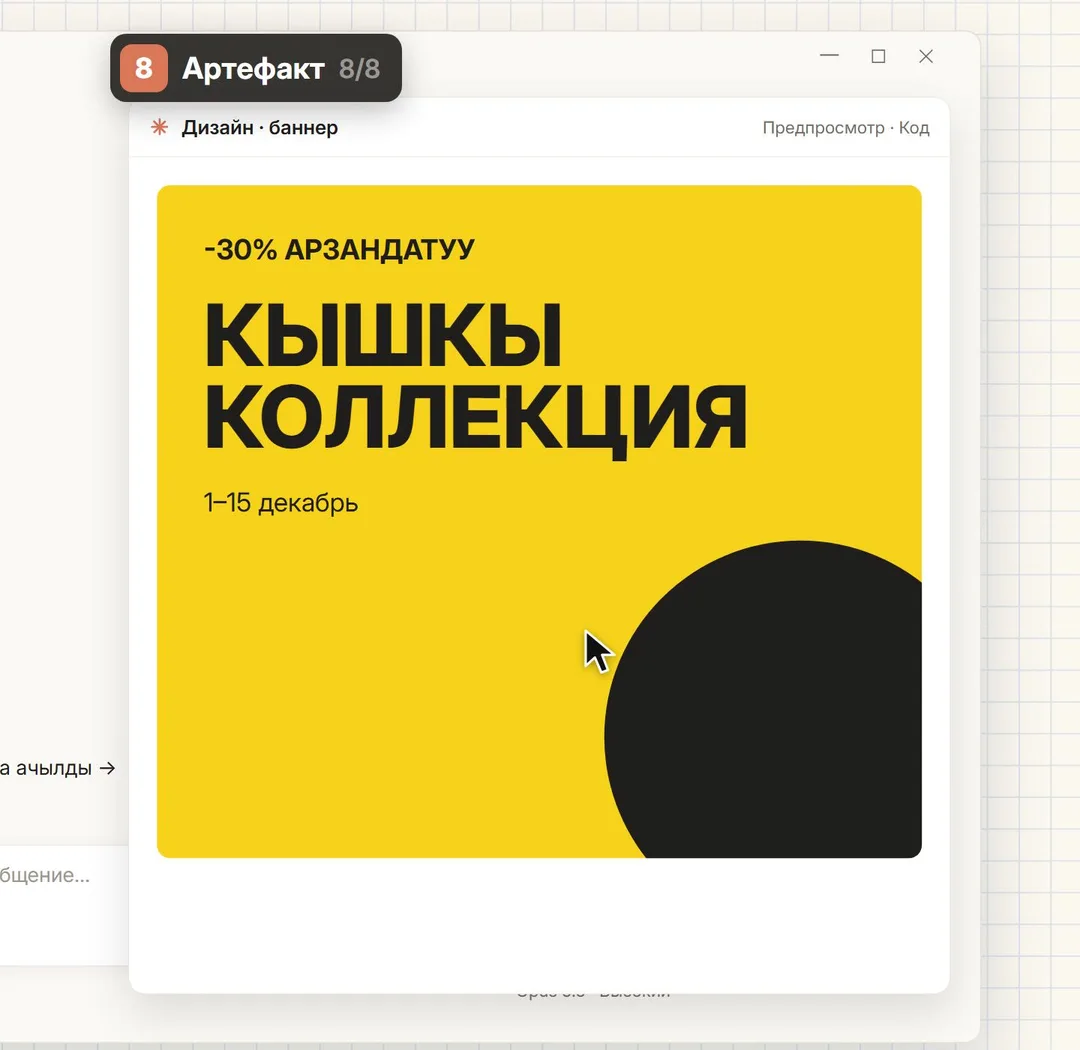 8 Артефакт 8/8
Дизайн · баннер
Предпросмотр · Код
-30% АРЗАНДАТУУ
КЫШКЫ
КОЛЛЕКЦИЯ
1–15 декабрь
а ачылды →
бщение...